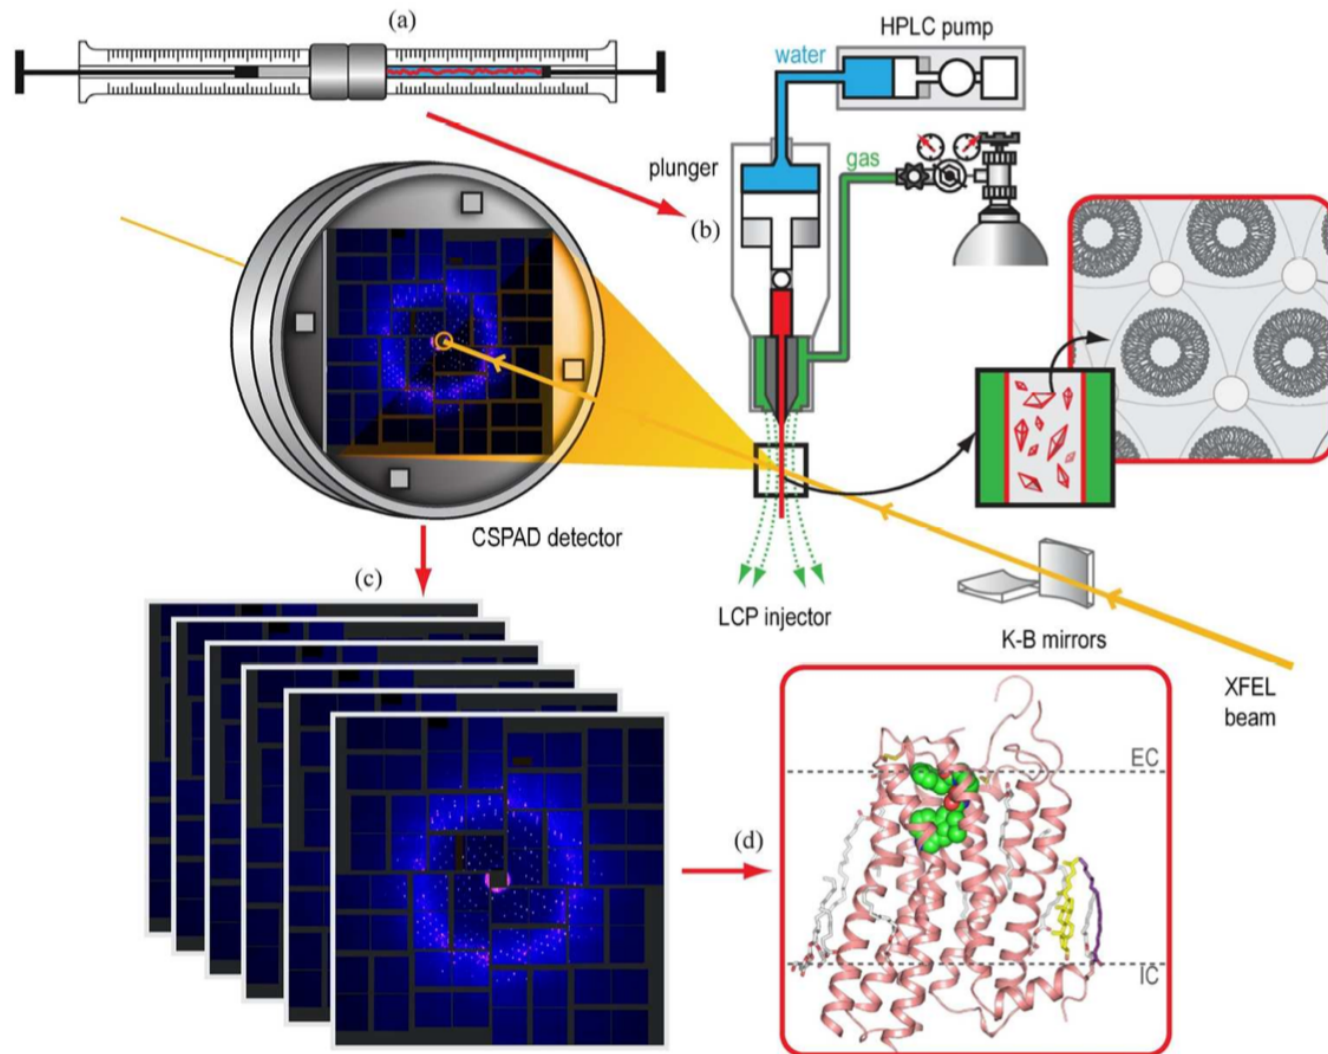 (a)
HPLC pump
water
plunger
gas
(b)
CSPAD detector
(c)
LCP injector
K-B mirrors
XFEL
beam
EC
(d)
IC